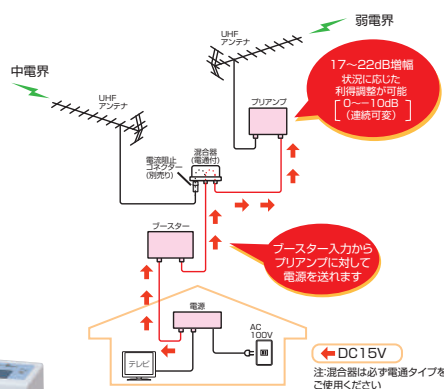 弱電界
UHF
アンテナ
中電界
UHF
アンテナ
17〜22dB増幅
状況に応じた
利得調整が可能
[0〜−10dB
(連続可変)]
プリアンプ
混合器
(電通付)
電流阻止
コネクター
(別売り)
ブースター
ブースター入力から
プリアンプに対して
電源を送れます
電源
AC
100V
テレビ
DC15V
注:混合器は必ず電通タイプを
ご使用ください